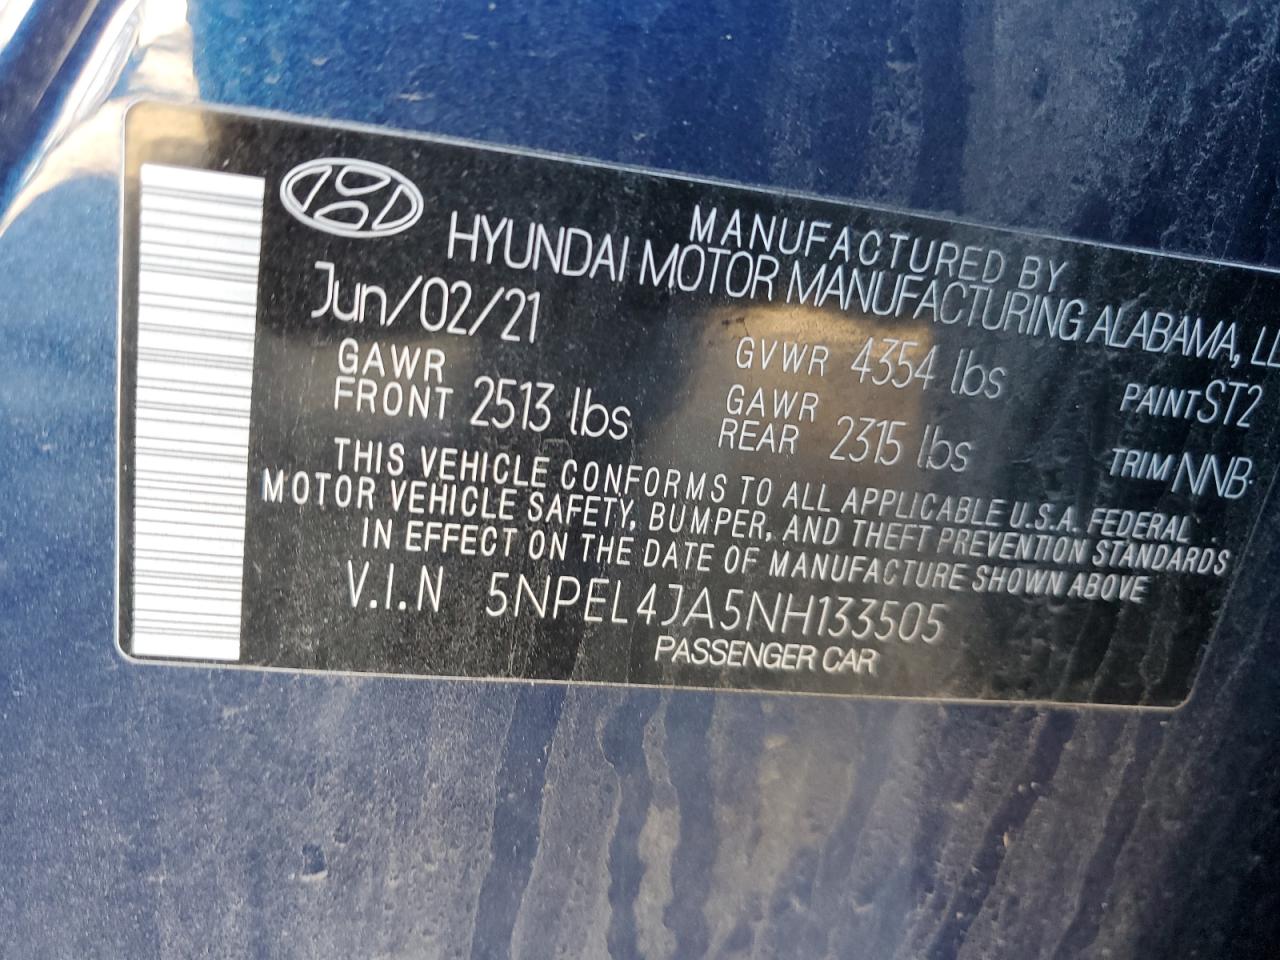 MANUFACTURED BY
HYUNDAI MOTOR MANUFACTURING ALABAMA, LL
Jun/02/21
GAWR FRONT 2513 lbs
GVWR 4354 lbs
GAWR REAR 2315 lbs
PAINT ST2
TRIM NNB
THIS VEHICLE CONFORMS TO ALL APPLICABLE U.S.A. FEDERAL
MOTOR VEHICLE SAFETY, BUMPER, AND THEFT PREVENTION STANDARDS
IN EFFECT ON THE DATE OF MANUFACTURE SHOWN ABOVE
V.I.N 5NPEL4JA5NH133505
PASSENGER CAR